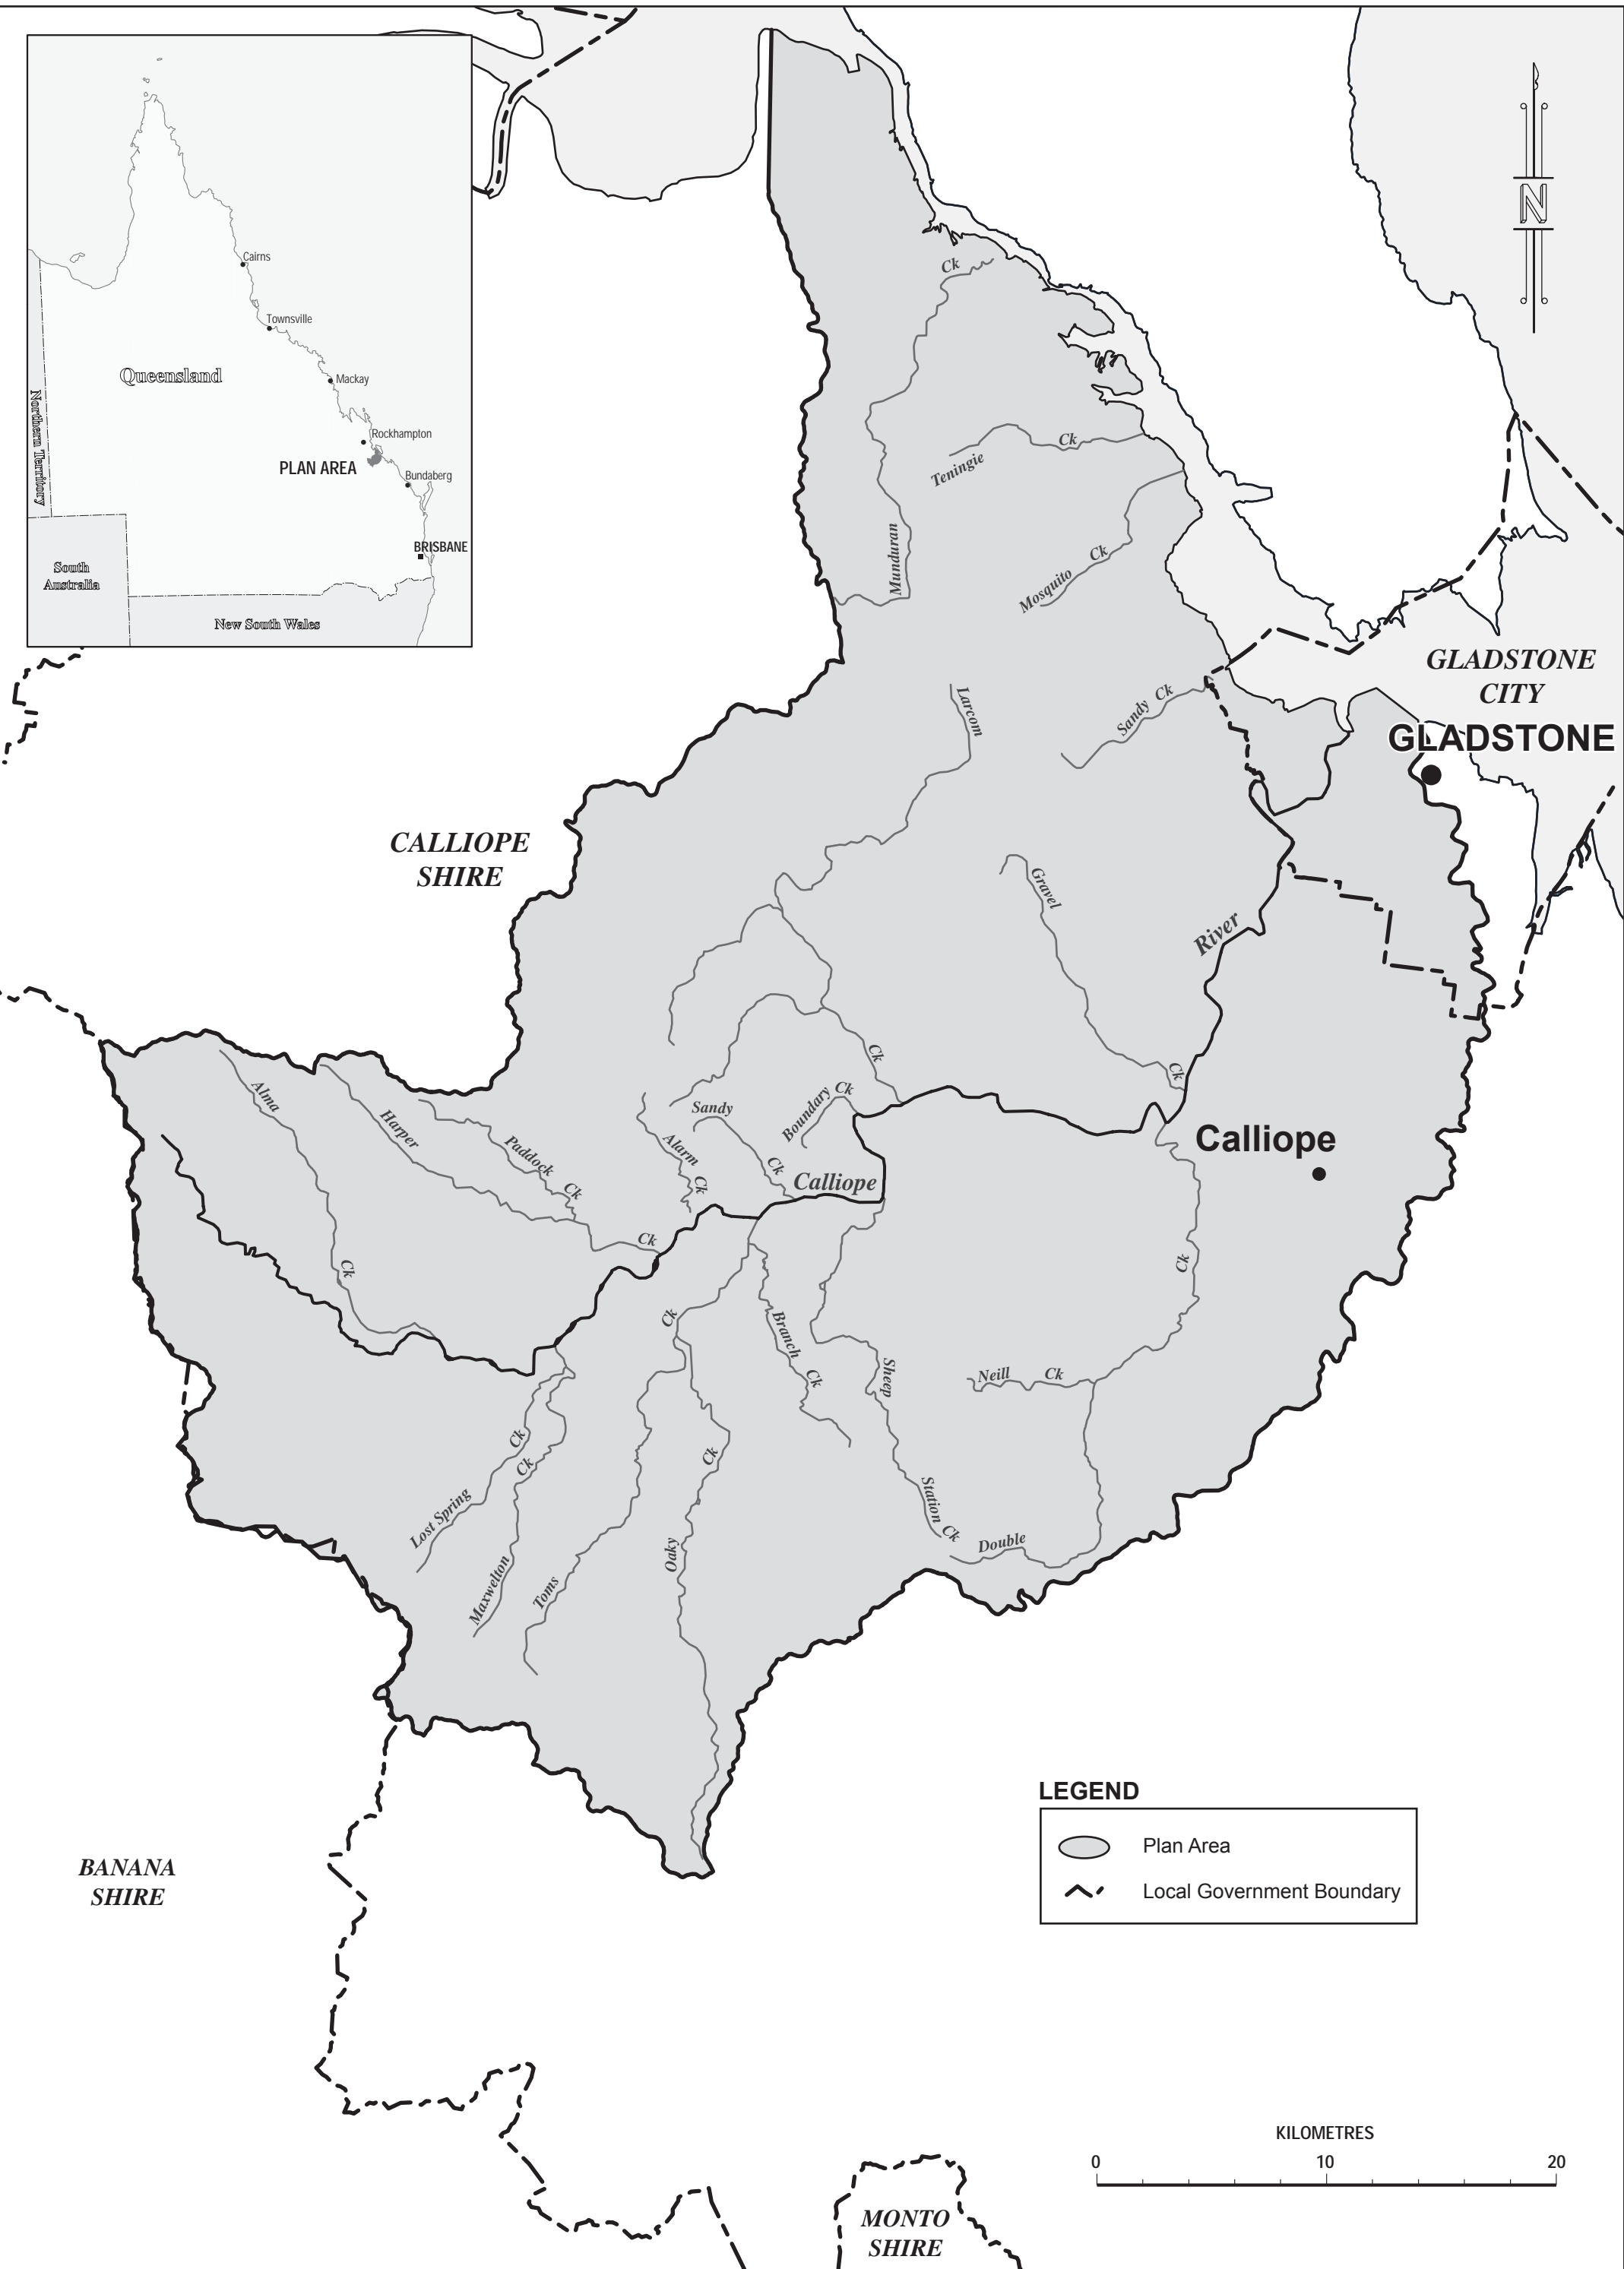 Cairns
Townsville
Queensland
Mackay
Northern Territory
Rockhampton
PLAN AREA
Bundaberg
BRISBANE
South
Australia
New South Wales
N
Ck
Teningie Ck
Munduran
Mosquito Ck
GLADSTONE
CITY
GLADSTONE
Larcom
Sandy Ck
CALLIOPE
SHIRE
Gravel
River
Ck
Ck
Alma
Harper
Paddock
Ck
Sandy
Boundary Ck
Alarm
Ck
Ck
Calliope
Calliope
Ck
Ck
Ck
Ck
Branch
Ck
Sheep
Neill Ck
Ck
Ck
Ck
Lost Spring
Station
Ck
Double
Oaky
Maxwelton
Toms
LEGEND
Plan Area
Local Government Boundary
BANANA
SHIRE
KILOMETRES
0 10 20
MONTO
SHIRE